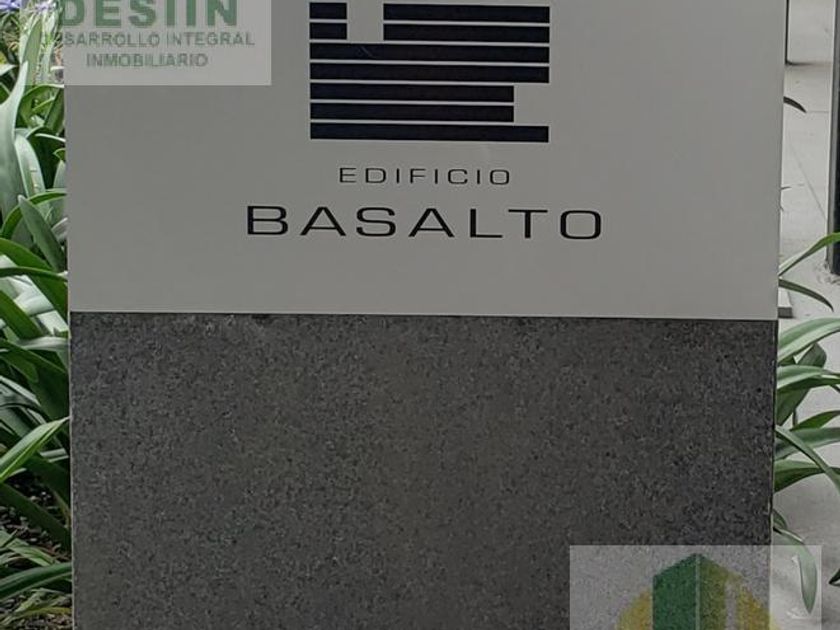 DESIIN
DESARROLLO INTEGRAL
INMOBILIARIO
EDIFICIO
BASALTO